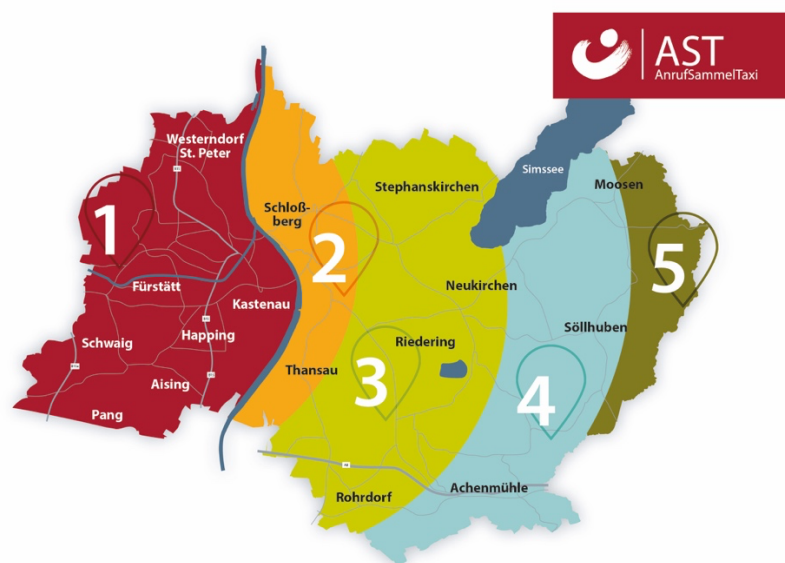 AST
AnrufSammelTaxi
Westerndorf
St. Peter
Simssee
Moosen
Stephanskirchen
1
Schloß-
berg
2
5
Fürstätt
Kastenau
Neukirchen
Schwaig
Happing
Riedering
Söllhuben
Aising
Thansau
3
4
Pang
Rohrdorf
Achenmühle